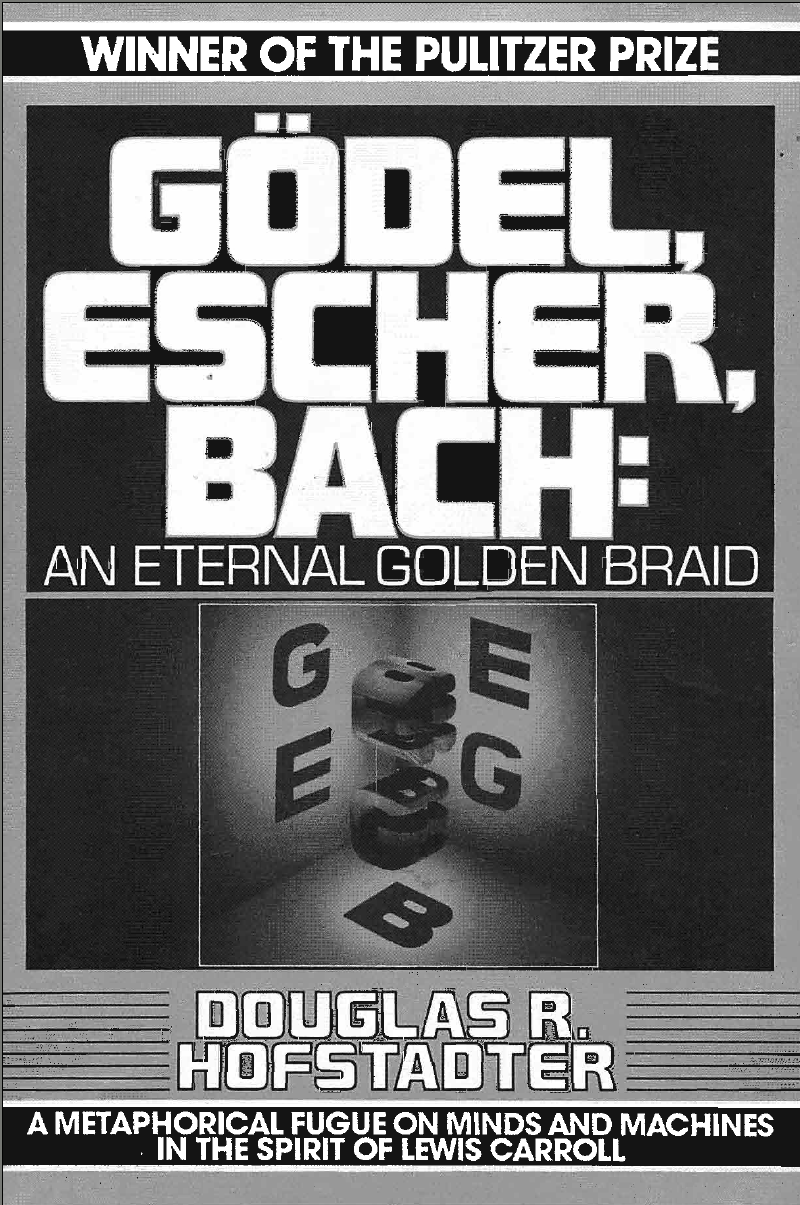 WINNER OF THE PULITZER PRIZE
GÖDEL,
ESCHER,
BACH:
AN ETERNAL GOLDEN BRAID
G E
B
E G
B
B
DOUGLAS R.
HOFSTADTER
A METAPHORICAL FUGUE ON MINDS AND MACHINES
IN THE SPIRIT OF LEWIS CARROLL